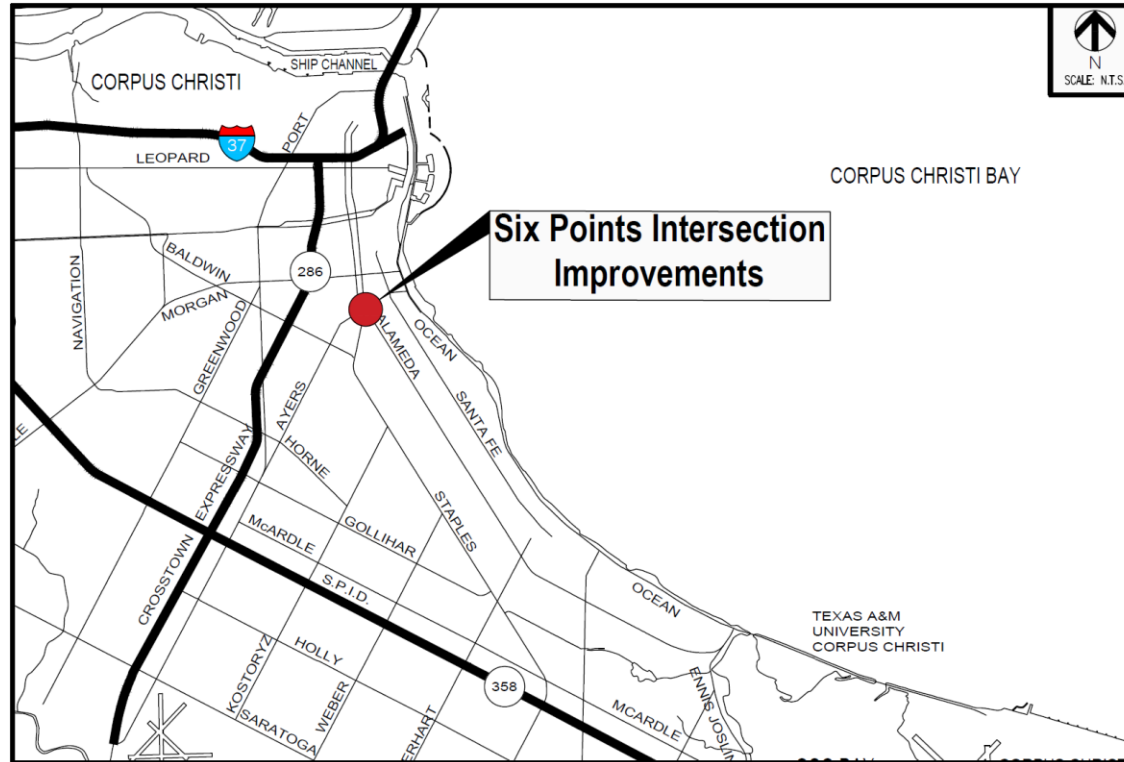 SHIP CHANNEL
N
SCALE: N.T.S.
CORPUS CHRISTI
37
PORT
LEOPARD
CORPUS CHRISTI BAY
Six Points Intersection
Improvements
BALDWIN
286
NAVIGATION
MORGAN
GREENWOOD
ALAMEDA
OCEAN
AYERS
SANTA FE
LE
HORNE
CROSSTOWN EXPRESSWAY
STAPLES
GOLLIHAR
McARDLE
S.P.I.D.
OCEAN
TEXAS A&M
UNIVERSITY
CORPUS CHRISTI
KOSTORYZ
HOLLY
WEBER
358
ENNIS JOSLIN
SARATOGA
ERHART
MCARDLE